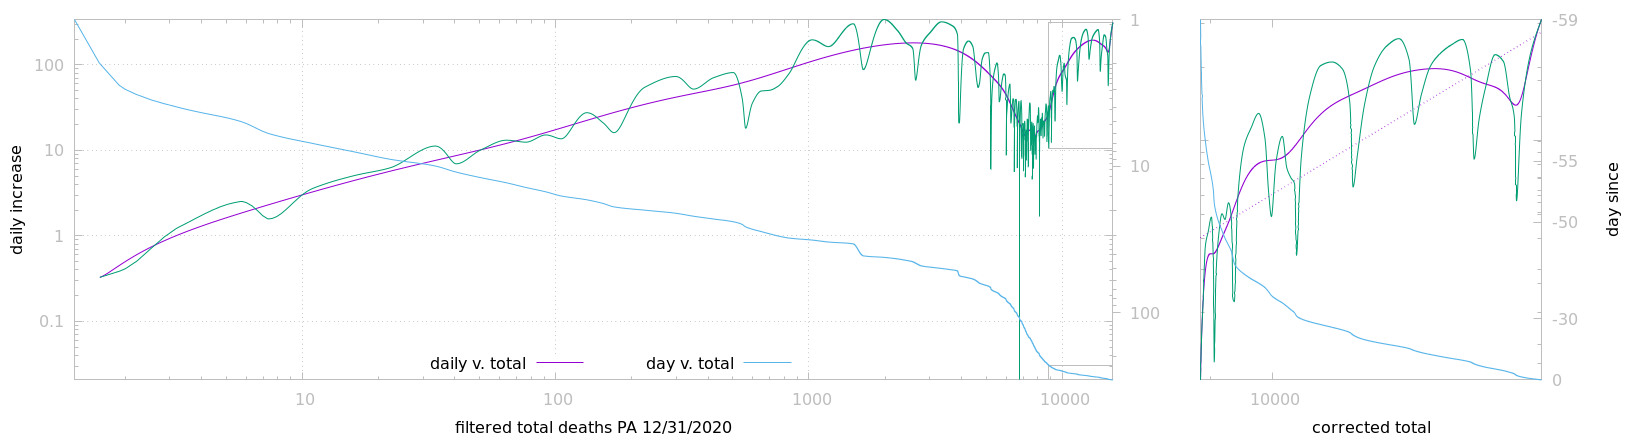 daily increase
100
10
1
0.1
10
100
1000
10000
1
10
100
daily v. total
day v. total
filtered total deaths PA 12/31/2020
10000
-59
-55
-50
-30
0
day since
corrected total